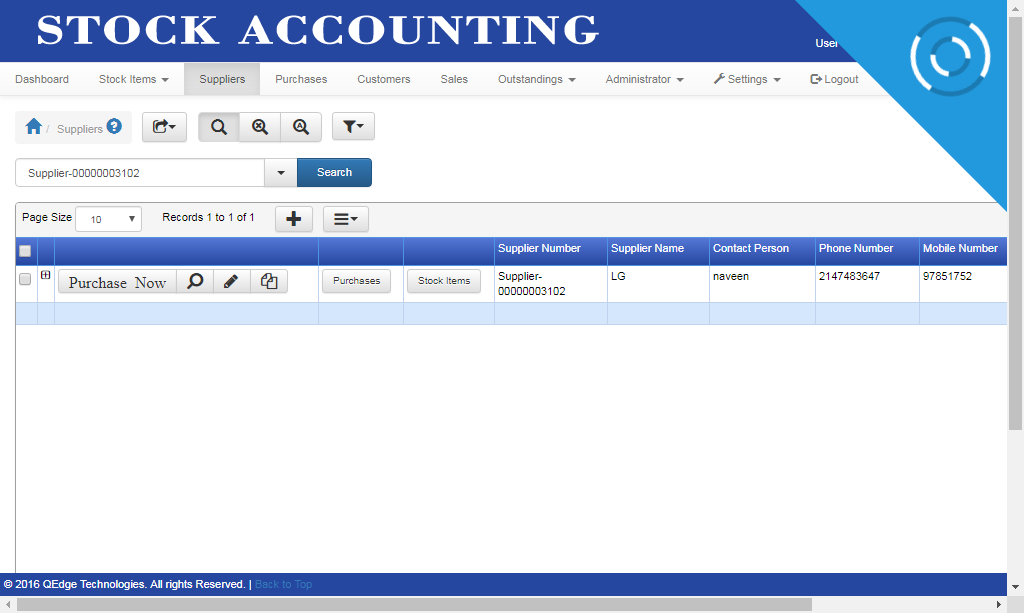 STOCK ACCOUNTING
User
Dashboard Stock Items Suppliers Purchases Customers Sales Outstandings Administrator Settings Logout
/ Suppliers
Supplier-00000003102 Search
Page Size 10 Records 1 to 1 of 1
Supplier Number Supplier Name Contact Person Phone Number Mobile Number
Purchase Now Purchases Stock Items Supplier- LG naveen 2147483647 97851752
00000003102
© 2016 QEdge Technologies. All rights Reserved. | Back to Top